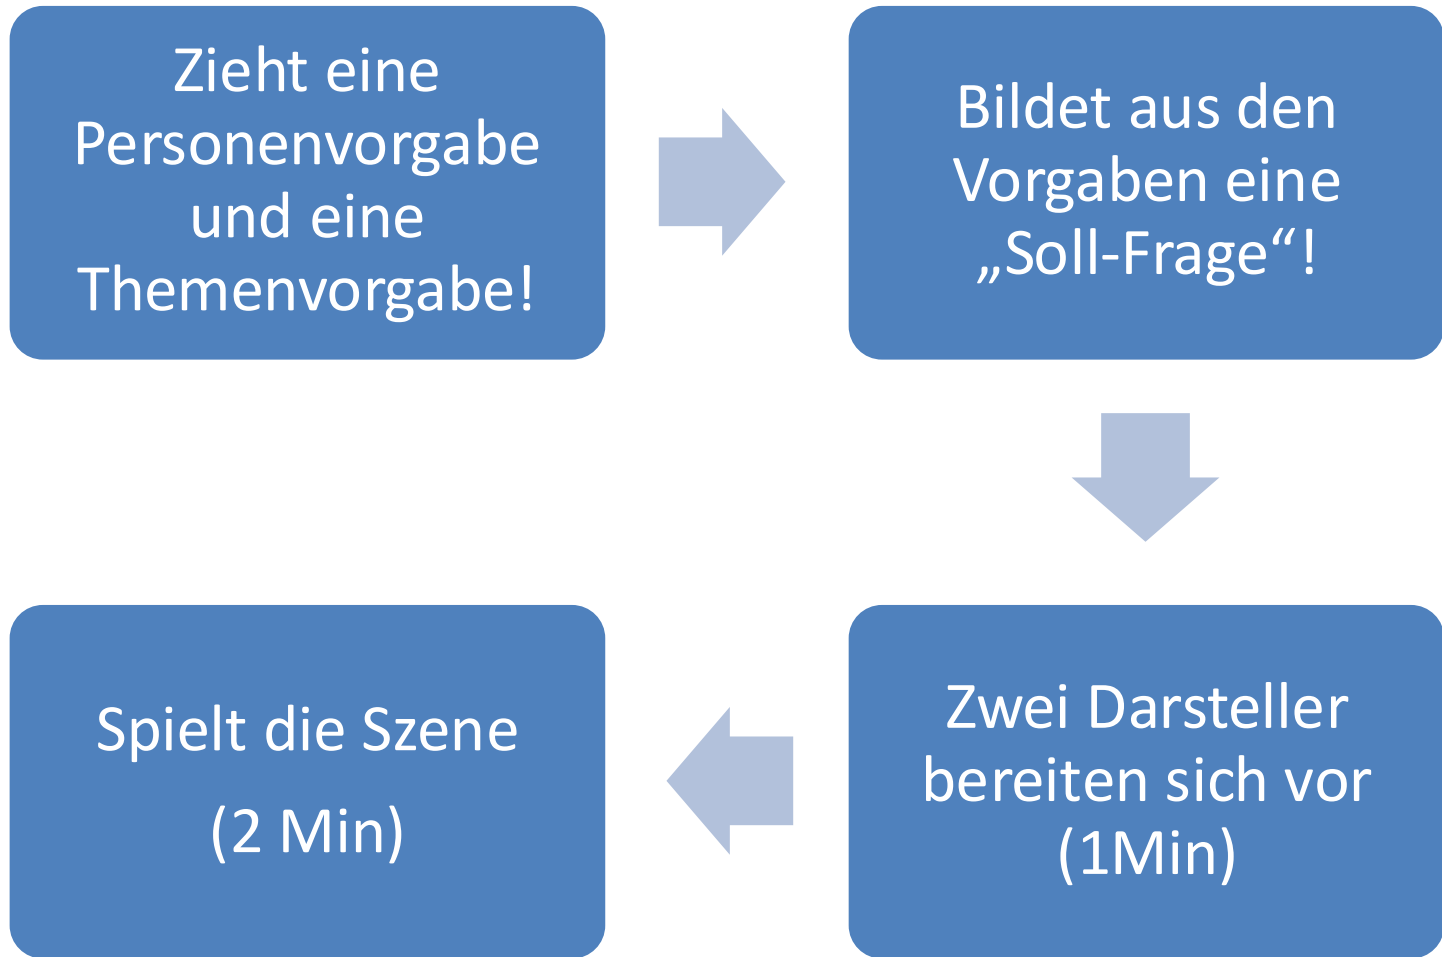 Zieht eine
Personenvorgabe
und eine
Themenvorgabe!
Bildet aus den
Vorgaben eine
„Soll-Frage“!
Zwei Darsteller
bereiten sich vor
(1Min)
Spielt die Szene
(2 Min)